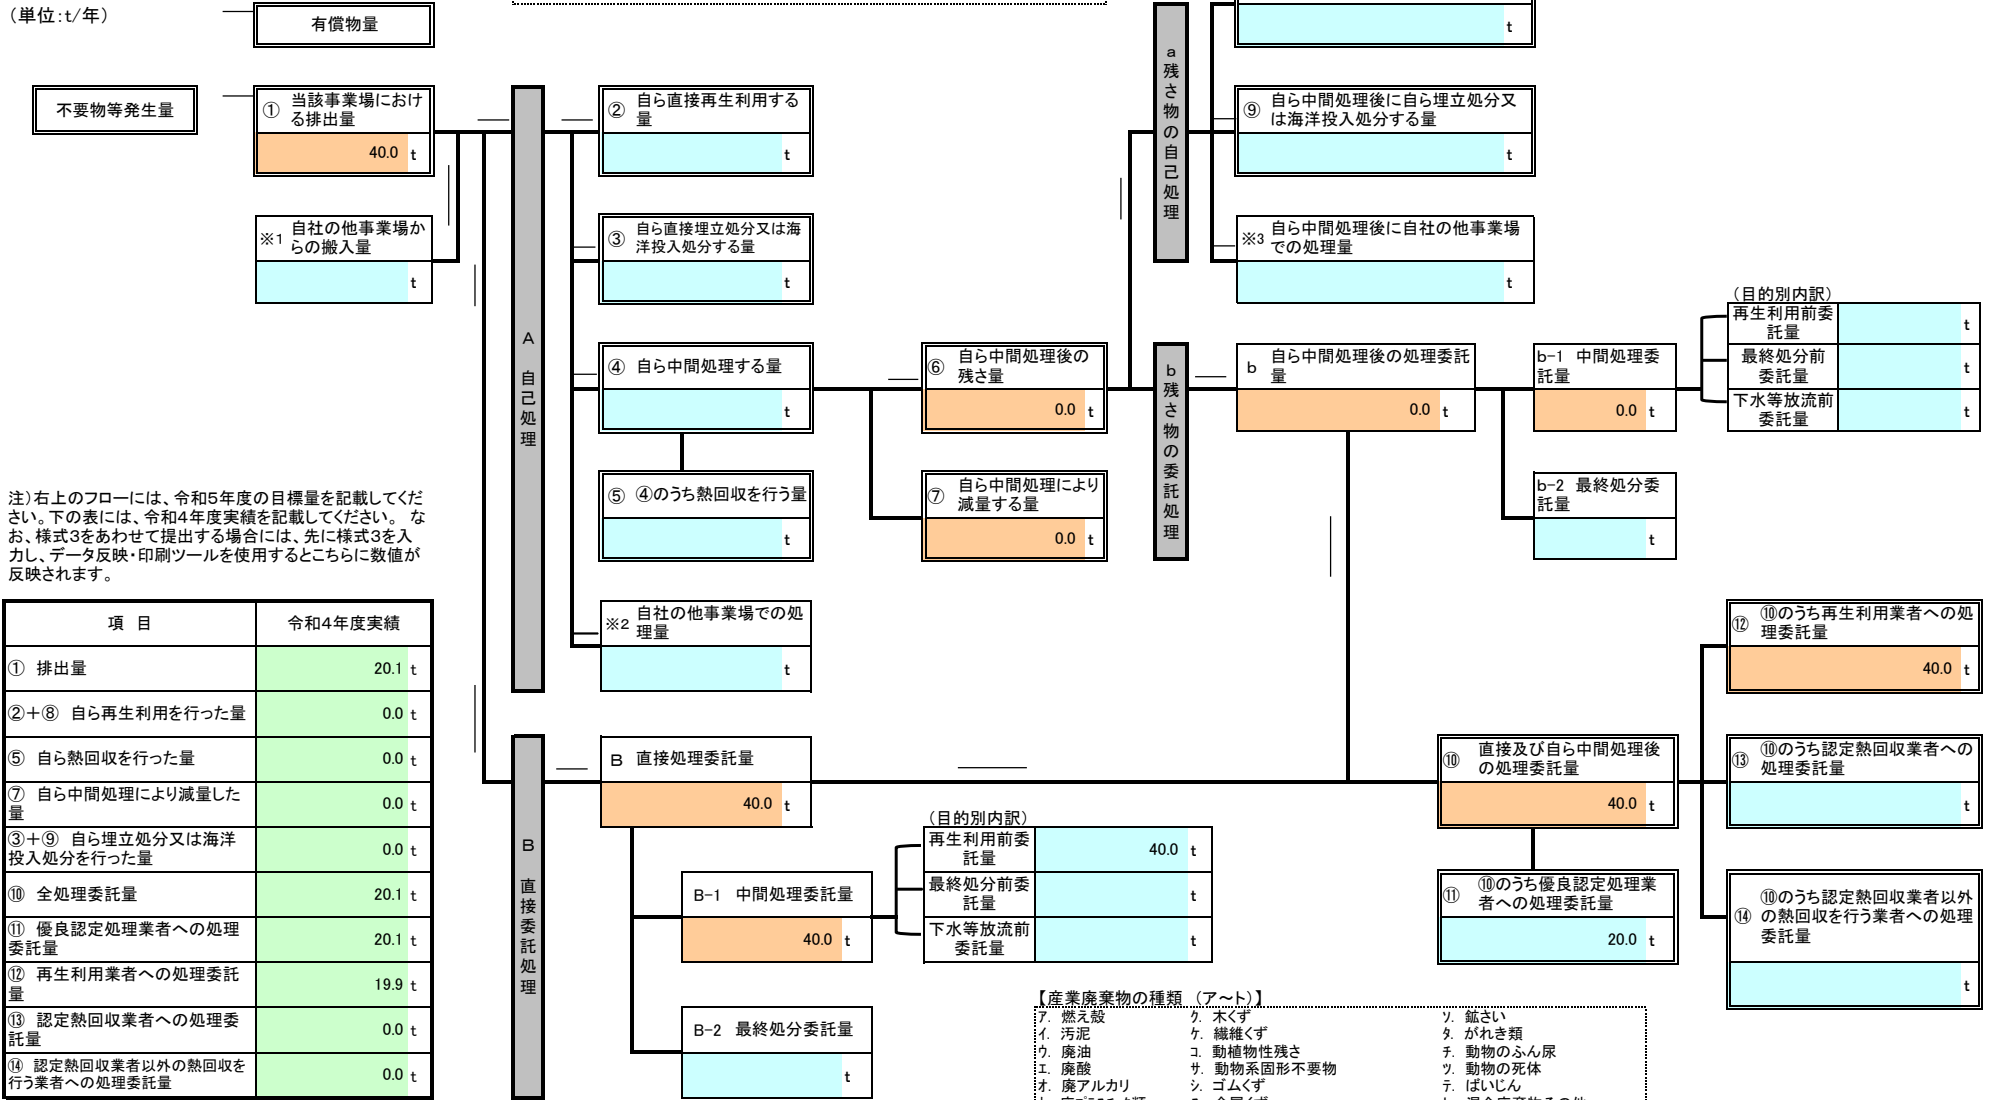 （単位:t/年）
有償物量
不要物等発生量
① 当該事業場におけ
る排出量
40.0 t
※1 自社の他事業場か
らの搬入量
t
A 自己処理
② 自ら直接再生利用する
量
t
③ 自ら直接埋立処分又は海
洋投入処分する量
t
④ 自ら中間処理する量
t
⑤ ④のうち熱回収を行う量
t
※2 自社の他事業場での処
理量
t
⑥ 自ら中間処理後の
残さ量
0.0 t
⑦ 自ら中間処理により
減量する量
0.0 t
a 残さ物の自己処理
t
⑨ 自ら中間処理後に自ら埋立処分又
は海洋投入処分する量
t
※3 自ら中間処理後に自社の他事業場
での処理量
t
b 残さ物の委託処理
b 自ら中間処理後の処理委託
量
0.0 t
b-1 中間処理委
託量
0.0 t
b-2 最終処分委
託量
t
（目的別内訳）
再生利用前委
託量
t
最終処分前
委託量
t
下水等放流前
委託量
t
注）右上のフローには、令和5年度の目標量を記載してくだ
さい。下の表には、令和4年度実績を記載してください。 な
お、様式3をあわせて提出する場合には、先に様式3を入
力し、データ反映・印刷ツールを使用するとこちらに数値が
反映されます。
項 目 令和4年度実績
① 排出量 20.1 t
②＋⑧ 自ら再生利用を行った量 0.0 t
⑤ 自ら熱回収を行った量 0.0 t
⑦ 自ら中間処理により減量した
量 0.0 t
③＋⑨ 自ら埋立処分又は海洋
投入処分を行った量 0.0 t
⑩ 全処理委託量 20.1 t
⑪ 優良認定処理業者への処理
委託量 20.1 t
⑫ 再生利用業者への処理委託
量 19.9 t
⑬ 認定熱回収業者への処理委
託量 0.0 t
⑭ 認定熱回収業者以外の熱回収を
行う業者への処理委託量 0.0 t
B 直接委託処理
B 直接処理委託量
40.0 t
B-1 中間処理委託量
40.0 t
B-2 最終処分委託量
t
（目的別内訳）
再生利用前委
託量
40.0 t
最終処分前委
託量
t
下水等放流前
委託量
t
⑩ 直接及び自ら中間処理後
の処理委託量
40.0 t
⑪ ⑩のうち優良認定処理業
者への処理委託量
20.0 t
⑫ ⑩のうち再生利用業者への処
理委託量
40.0 t
⑬ ⑩のうち認定熱回収業者への
処理委託量
t
⑭ ⑩のうち認定熱回収業者以外
の熱回収を行う業者への処理
委託量
t
【産業廃棄物の種類 （ア～ト）】
ア. 燃え殻 ク. 木くず ソ. 鉱さい
イ. 汚泥 ケ. 繊維くず タ. がれき類
ウ. 廃油 コ. 動植物性残さ チ. 動物のふん尿
エ. 廃酸 サ. 動物系固形不要物 ツ. 動物の死体
オ. 廃アルカリ シ. ゴムくず テ. ばいじん